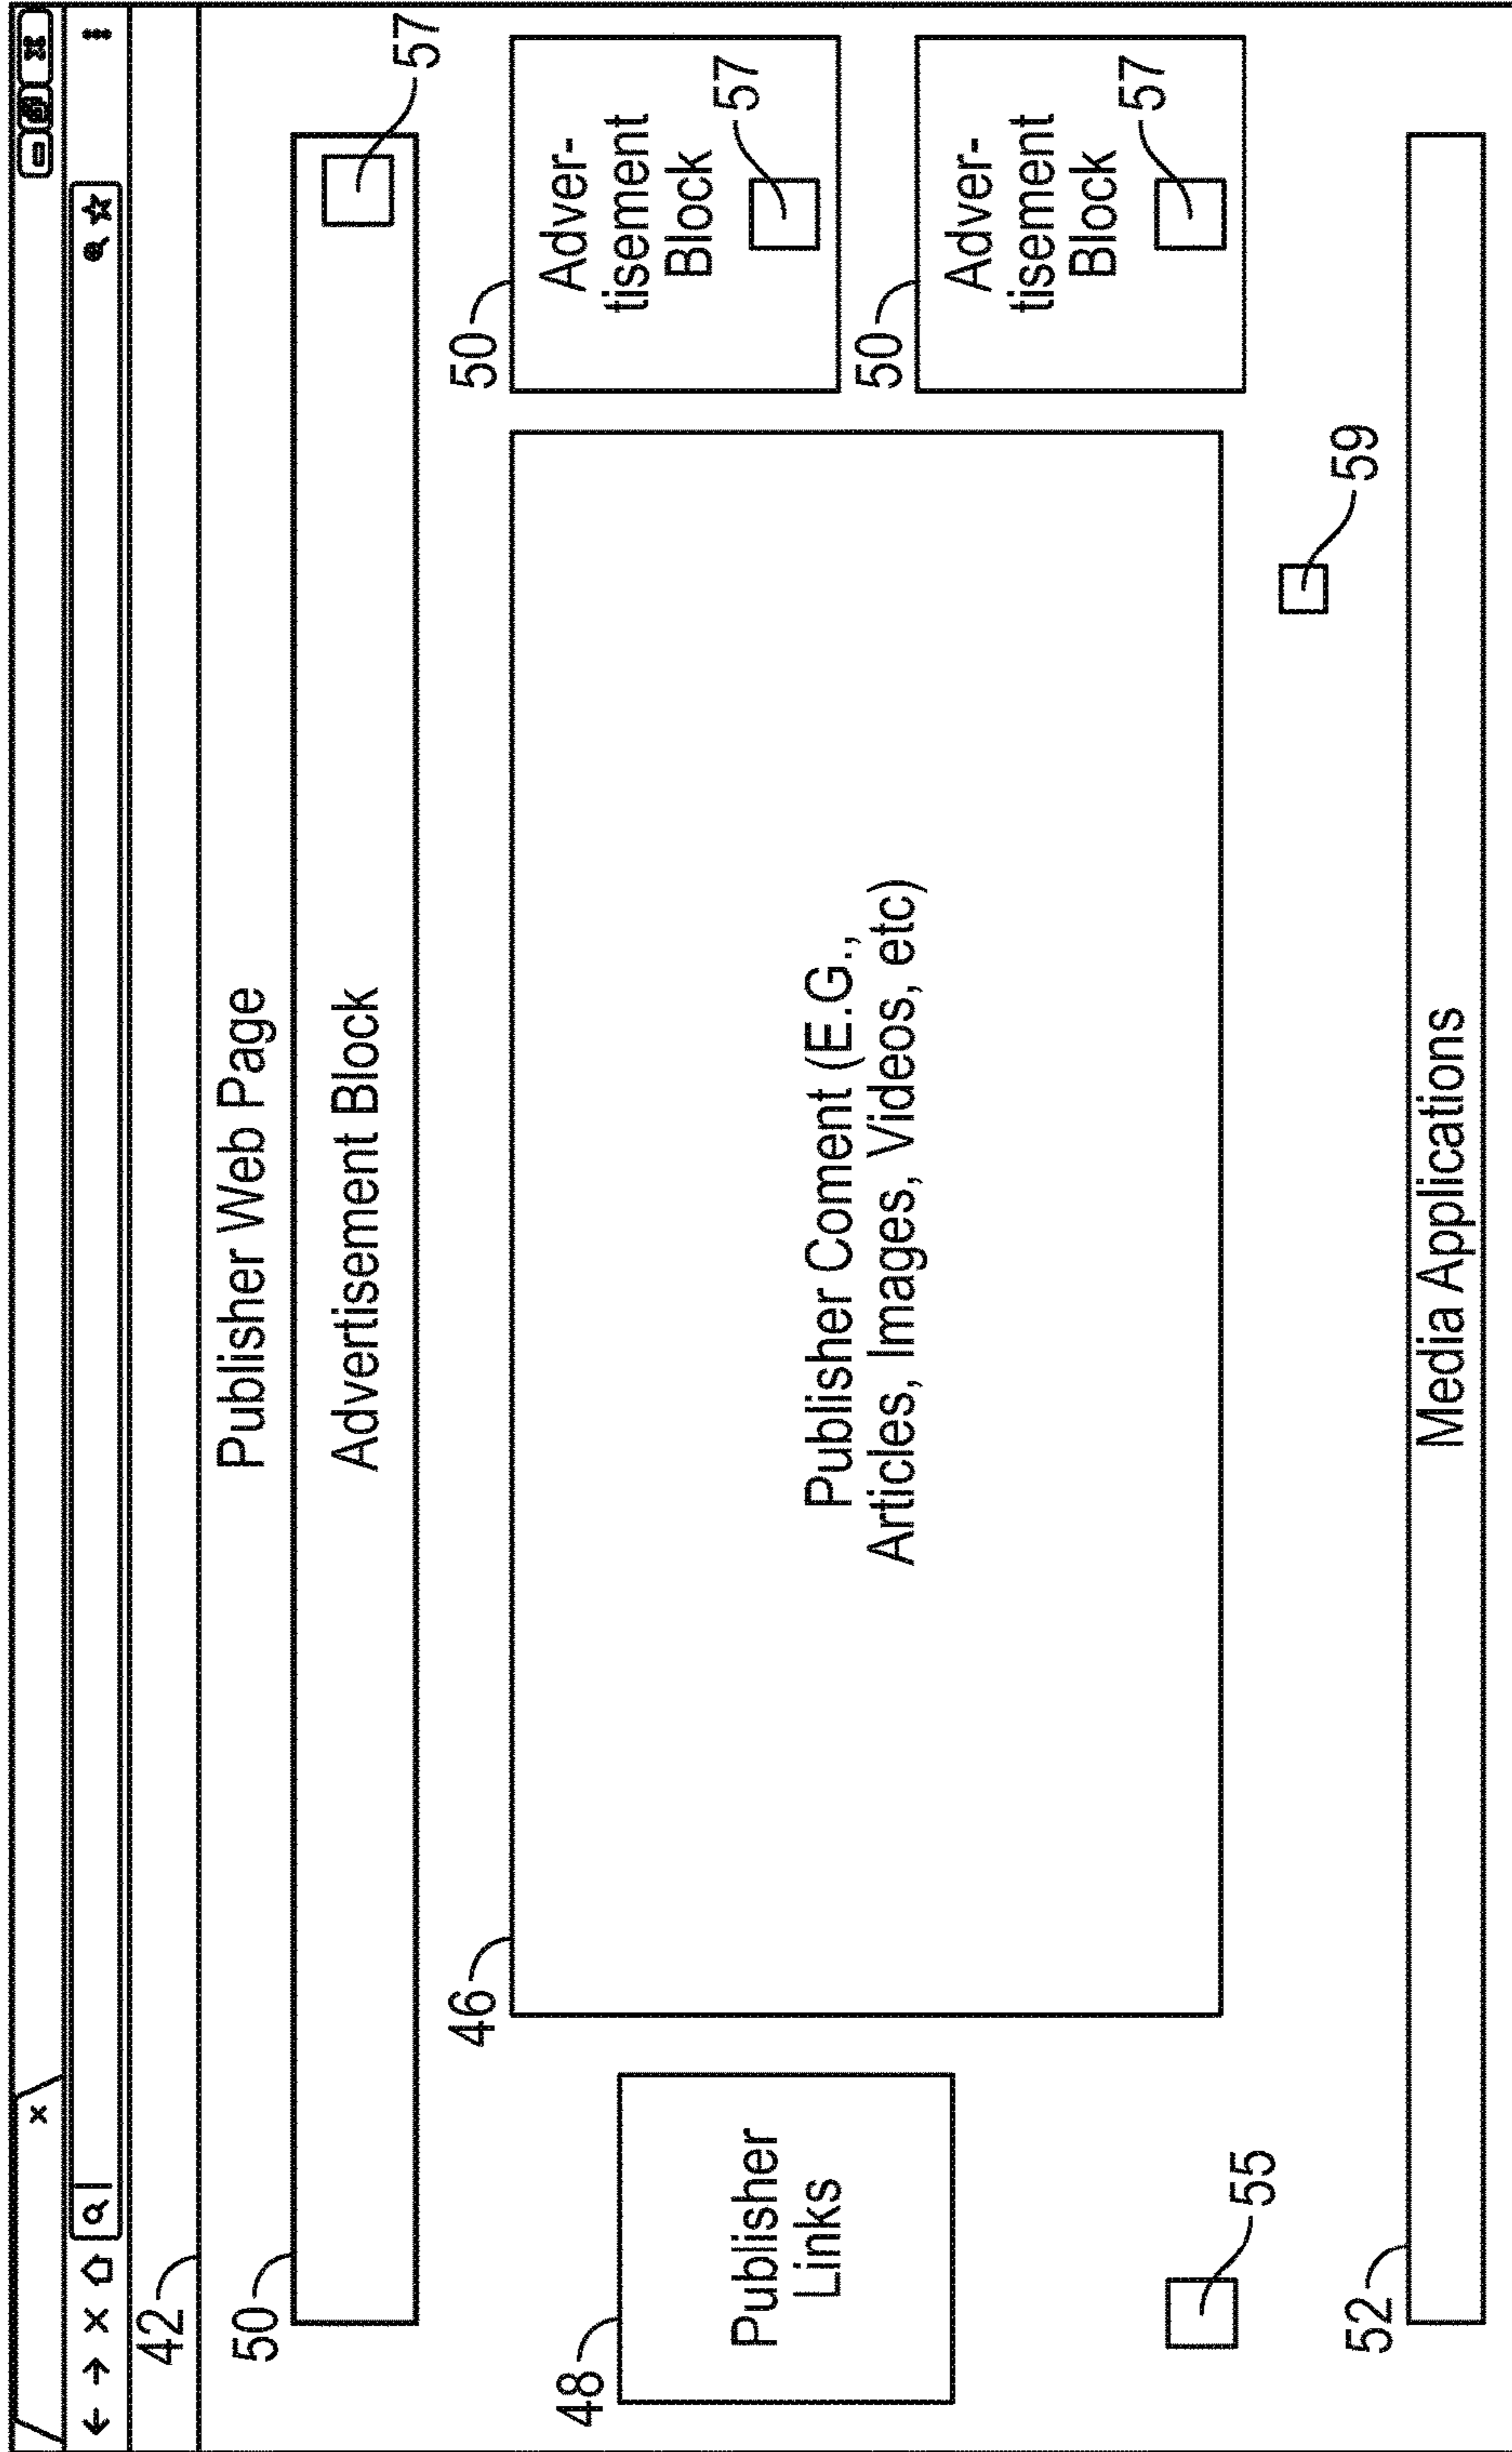 42
Publisher Web Page
50
Advertisement Block
57
46
50
Adver-
tisement
Block
57
48
Publisher
Links
Publisher Coment (E.G.,
Articles, Images, Videos, etc)
50
Adver-
tisement
Block
57
55
59
52
Media Applications